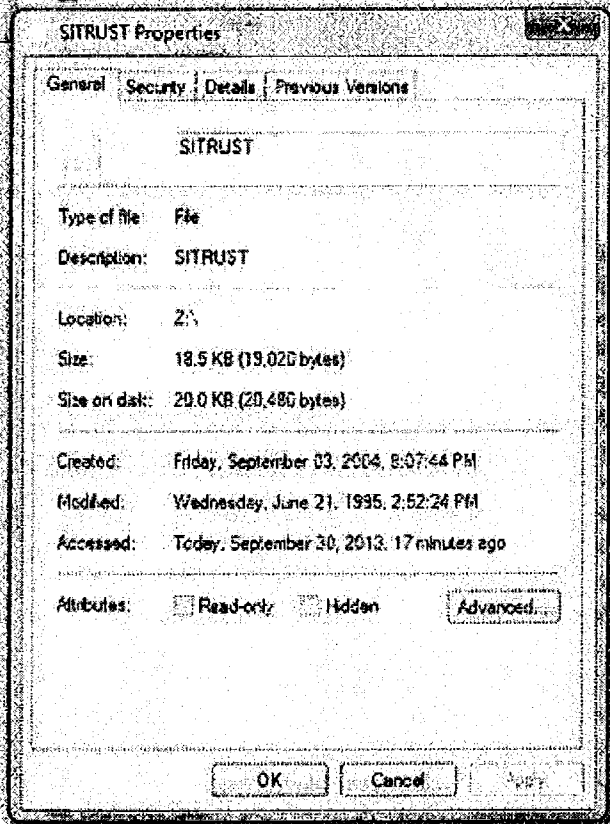 SITRUST Properties
General Security Details Previous Versions
SITRUST
Type of file: File
Description: SITRUST
Location: Z:\
Size: 18.5 KB (19,020 bytes)
Size on disk: 20.0 KB (20,480 bytes)
Created: Friday, September 03, 2004, 8:07:44 PM
Modified: Wednesday, June 21, 1995, 2:52:24 PM
Accessed: Today, September 30, 2013, 17 minutes ago
Attributes: Read-only Hidden Advanced...
OK Cancel Apply